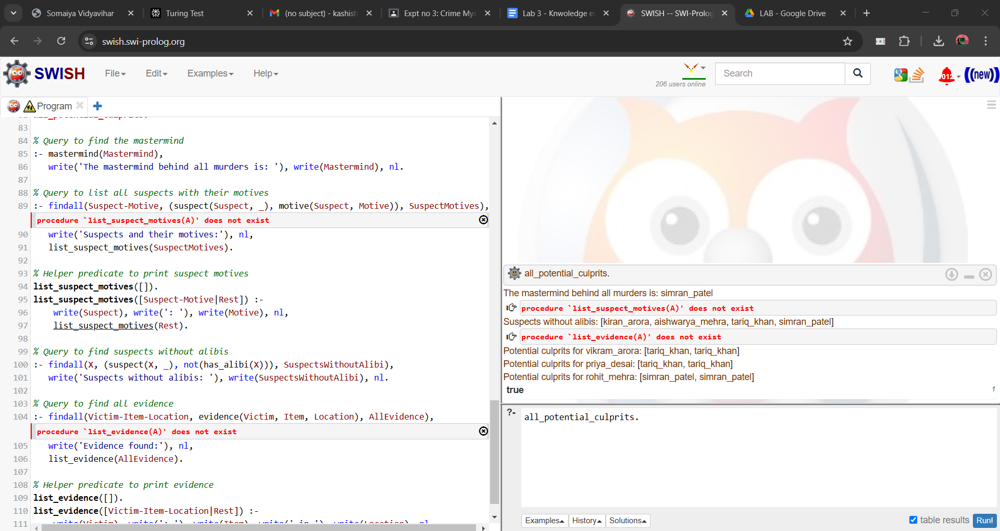 Somaiya Vidyavihar
Turing Test
(no subject) - kashish
Expt no 3: Crime Mys
Lab 3 - Knwoledge e
SWISH -- SWI-Prolog
LAB - Google Drive
swish.swi-prolog.org
SWISH
File
Edit
Examples
Help
206 users online
Search
012
((new))
Program
83
84 % Query to find the mastermind
85 :- mastermind(Mastermind),
86 write('The mastermind behind all murders is: '), write(Mastermind), nl.
87
88 % Query to list all suspects with their motives
89 :- findall(Suspect-Motive, (suspect(Suspect, _), motive(Suspect, Motive)), SuspectMotives),
procedure `list_suspect_motives(A)' does not exist
90 write('Suspects and their motives:'), nl,
91 list_suspect_motives(SuspectMotives).
92
93 % Helper predicate to print suspect motives
94 list_suspect_motives([]).
95 list_suspect_motives([Suspect-Motive|Rest]) :-
96 write(Suspect), write(': '), write(Motive), nl,
97 list_suspect_motives(Rest).
98
99 % Query to find suspects without alibis
100 :- findall(X, (suspect(X, _), not(has_alibi(X))), SuspectsWithoutAlibi),
101 write('Suspects without alibis: '), write(SuspectsWithoutAlibi), nl.
102
103 % Query to find all evidence
104 :- findall(Victim-Item-Location, evidence(Victim, Item, Location), AllEvidence),
procedure `list_evidence(A)' does not exist
105 write('Evidence found:'), nl,
106 list_evidence(AllEvidence).
107
108 % Helper predicate to print evidence
109 list_evidence([]).
110 list_evidence([Victim-Item-Location|Rest]) :-
111 write(Victim), write(': '), write(Item), write(' in '), write(Location), nl
all_potential_culprits.
The mastermind behind all murders is: simran_patel
procedure `list_suspect_motives(A)' does not exist
Suspects without alibis: [kiran_arora, aishwarya_mehra, tariq_khan, simran_patel]
procedure `list_evidence(A)' does not exist
Potential culprits for vikram_arora: [tariq_khan, tariq_khan]
Potential culprits for priya_desai: [tariq_khan, tariq_khan]
Potential culprits for rohit_mehra: [simran_patel, simran_patel]
true
1
?- all_potential_culprits.
Examples
History
Solutions
table results
Run!